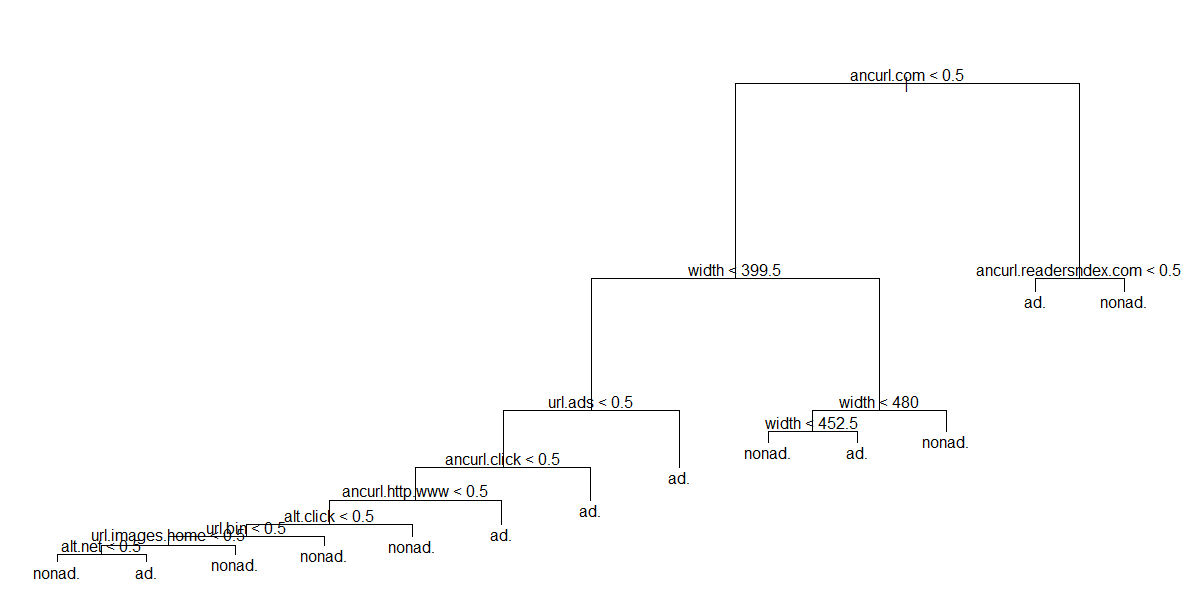 ancurl.com < 0.5
width < 399.5
ancurl.readersndex.com < 0.5
ad.
nonad.
url.ads < 0.5
width < 480
width < 452.5
nonad.
nonad.
ad.
ancurl.click < 0.5
ad.
ancurl.http.www < 0.5
ad.
alt.click < 0.5
ad.
url.bin < 0.5
url.images.home < 0.5
alt.net < 0.5
nonad.
nonad.
nonad.
nonad.
ad.